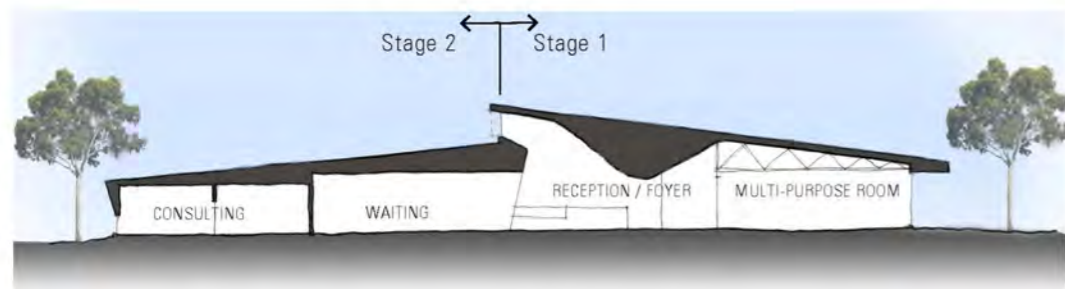 Stage 2
Stage 1
CONSULTING
WAITING
RECEPTION / FOYER
MULTI-PURPOSE ROOM